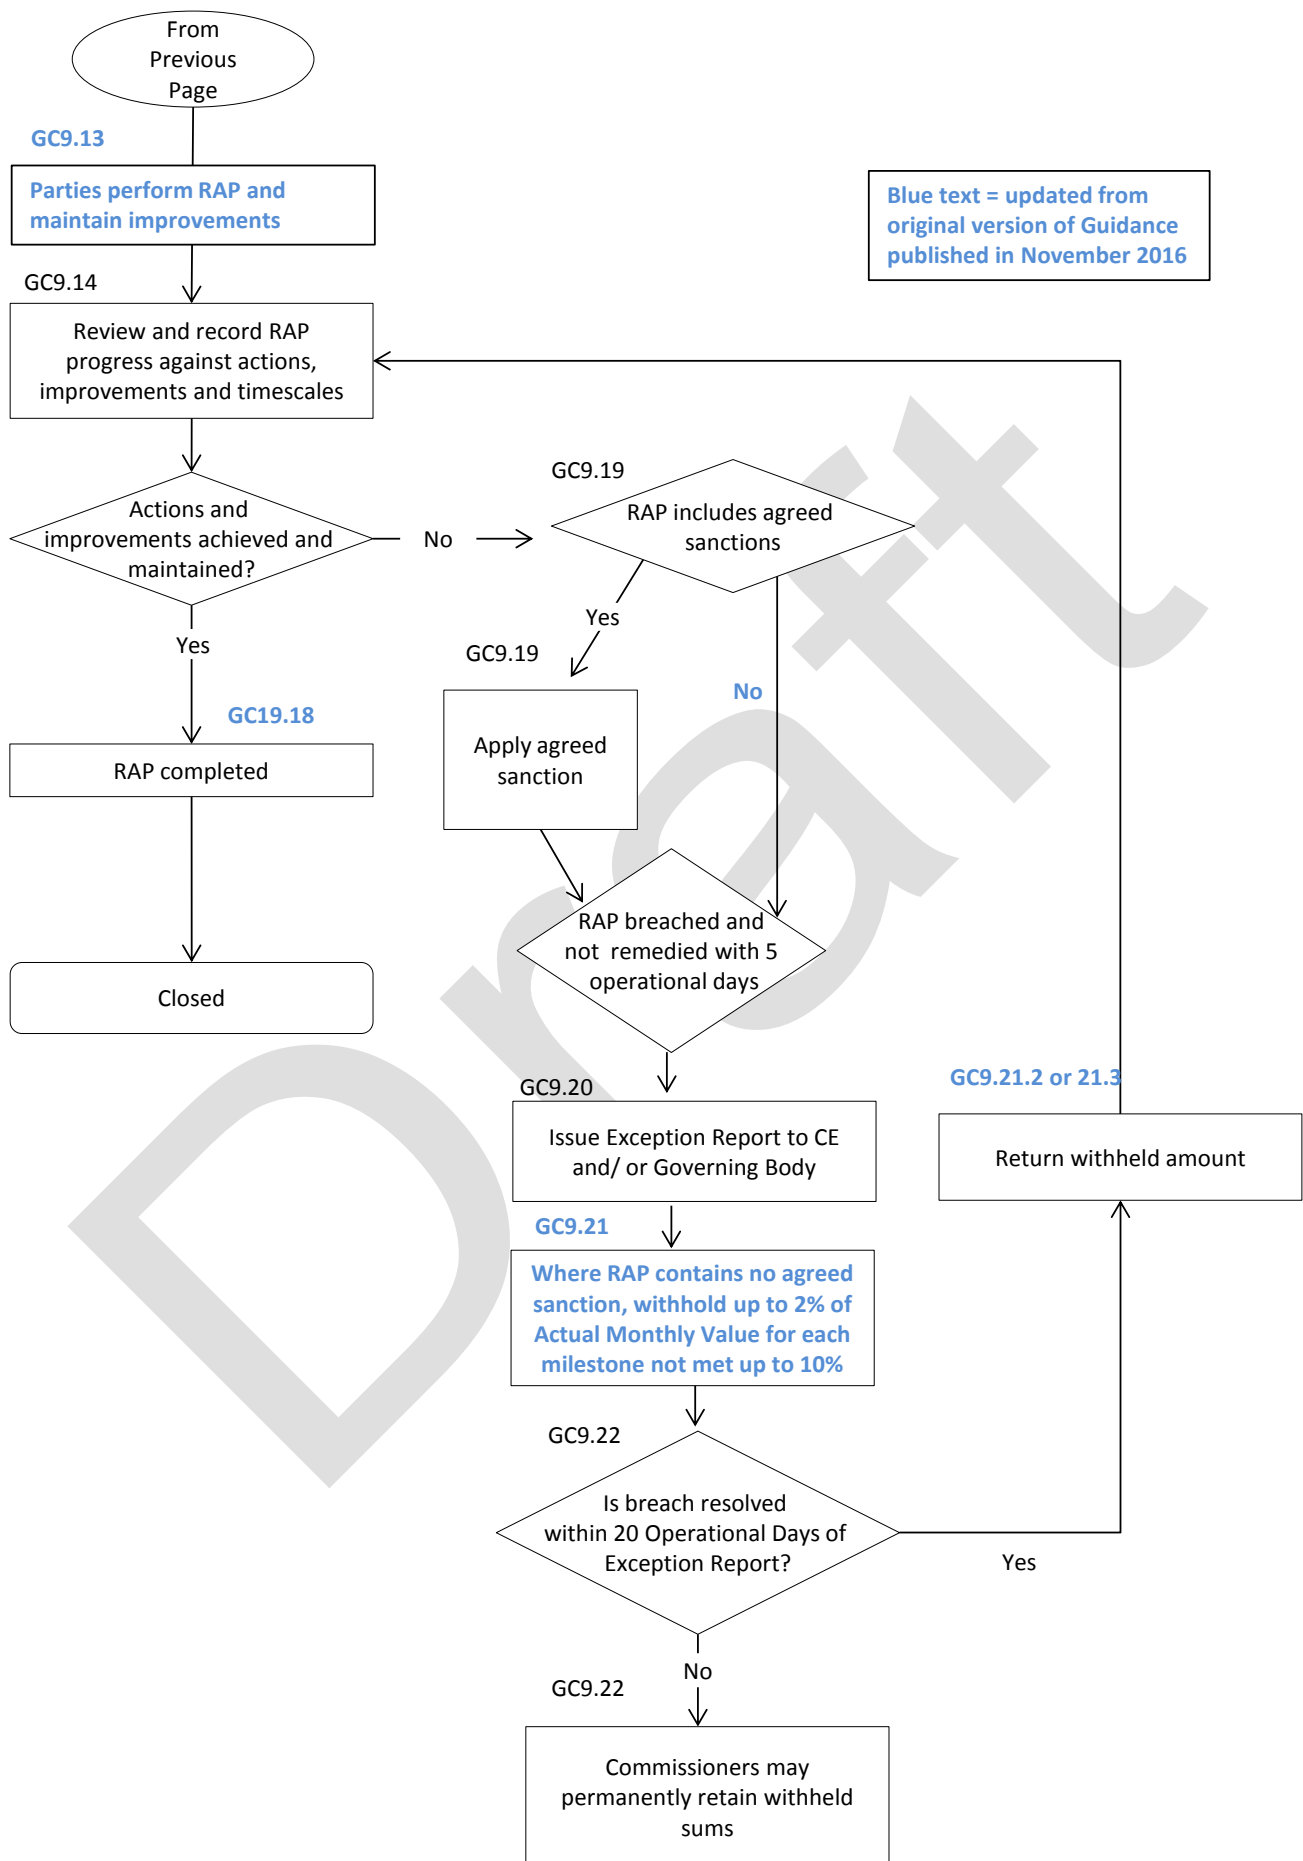 From
Previous
Page
GC9.13
Parties perform RAP and
maintain improvements
Blue text = updated from
original version of Guidance
published in November 2016
GC9.14
Review and record RAP
progress against actions,
improvements and timescales
Actions and
improvements achieved and
maintained?
No
GC9.19
RAP includes agreed
sanctions
Yes
Yes
GC9.19
No
GC19.18
RAP completed
Apply agreed
sanction
Closed
RAP breached and
not remedied with 5
operational days
GC9.20
Issue Exception Report to CE
and/ or Governing Body
GC9.21.2 or 21.3
Return withheld amount
GC9.21
Where RAP contains no agreed
sanction, withhold up to 2% of
Actual Monthly Value for each
milestone not met up to 10%
GC9.22
Is breach resolved
within 20 Operational Days of
Exception Report?
Yes
No
GC9.22
Commissioners may
permanently retain withheld
sums
Draft